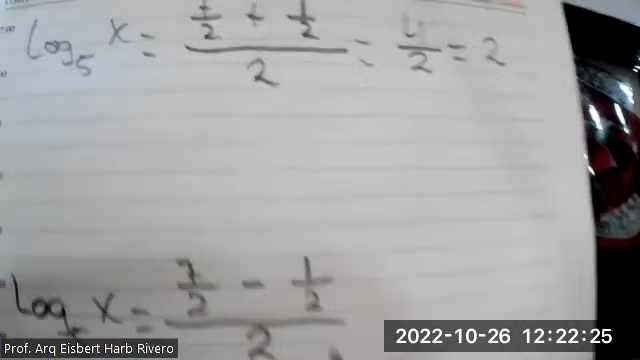 log₅ x = (7/2 + 1/2)/2 = 4/2 = 2
log₅ x = (7/2 - 1/2)/2
2022-10-26 12:22:25
Prof. Arq Eisbert Harb Rivero